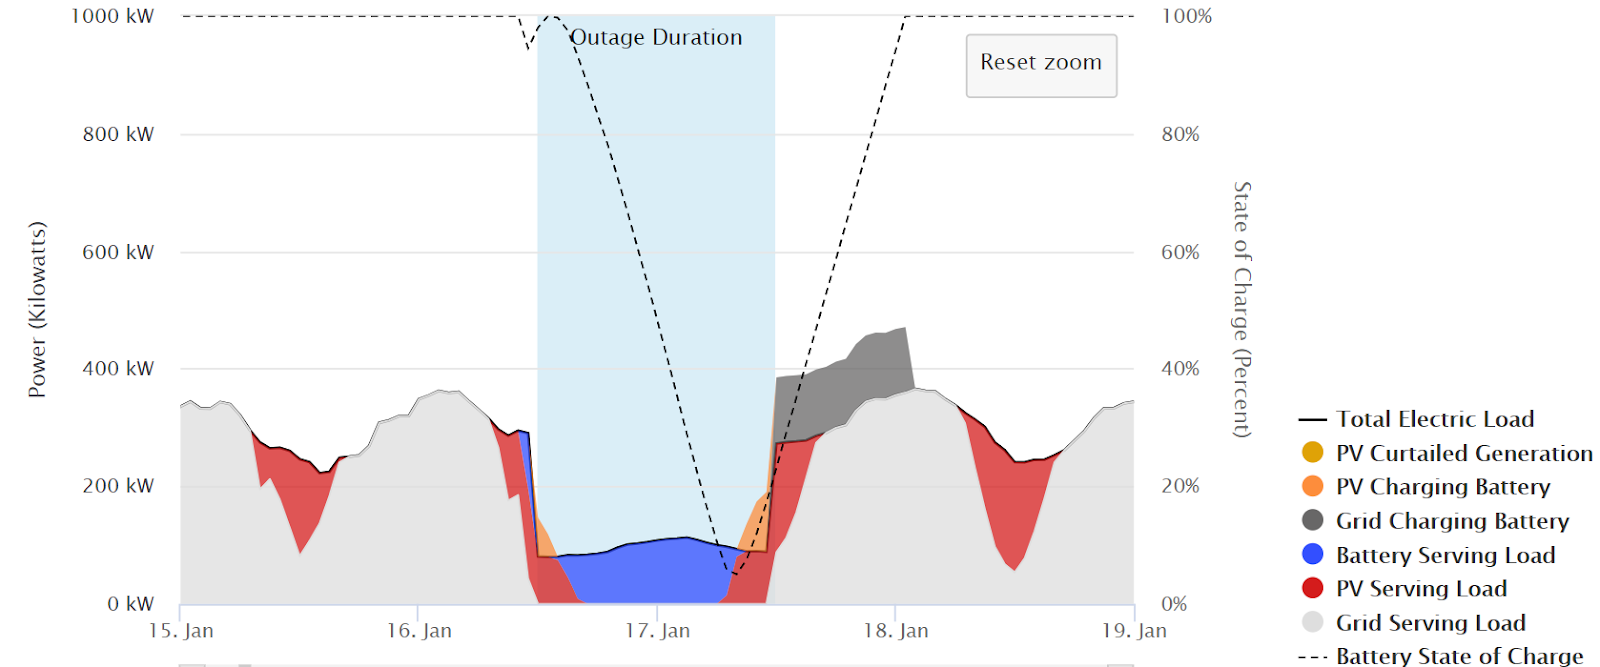 1000 kW
800 kW
600 kW
400 kW
200 kW
0 kW
Power (Kilowatts)
Outage Duration
Reset zoom
100%
80%
60%
40%
20%
0%
State of Charge (Percent)
15. Jan
16. Jan
17. Jan
18. Jan
19. Jan
Total Electric Load
PV Curtailed Generation
PV Charging Battery
Grid Charging Battery
Battery Serving Load
PV Serving Load
Grid Serving Load
Battery State of Charge